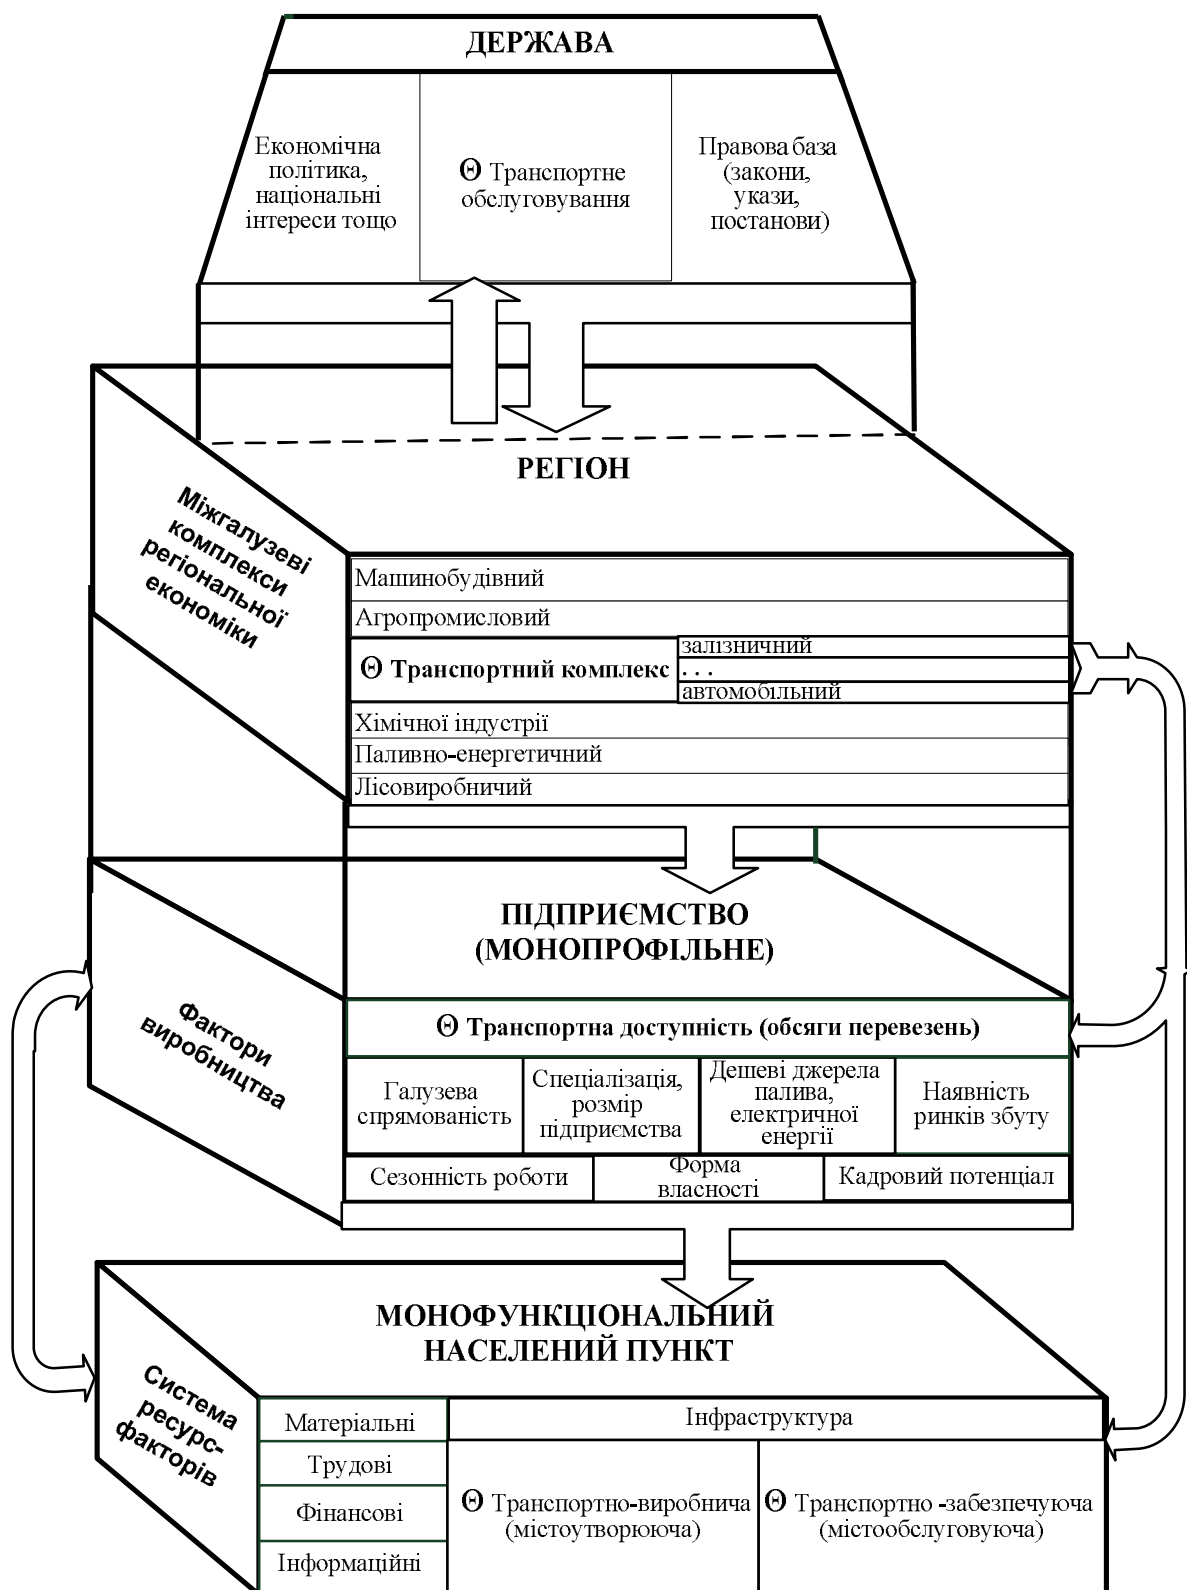 ДЕРЖАВА
Економічна
політика,
національні
інтереси тощо
Θ Транспортне
обслуговування
Правова база
(закони,
укази,
постанови)
РЕГІОН
Міжгалузеві
комплекси
регіональної
економіки
Машинобудівний
Агропромисловий
Θ Транспортний комплекс
залізничний
. . .
автомобільний
Хімічної індустрії
Паливно-енергетичний
Лісовиробничий
ПІДПРИЄМСТВО
(МОНОПРОФІЛЬНЕ)
Фактори
виробництва
Θ Транспортна доступність (обсяги перевезень)
Галузева
спрямованість
Спеціалізація,
розмір
підприємства
Дешеві джерела
палива,
електричної
енергії
Наявність
ринків збуту
Сезонність роботи
Форма
власності
Кадровий потенціал
МОНОФУНКЦІОНАЛЬНИЙ
НАСЕЛЕНИЙ ПУНКТ
Система
ресурс-
факторів
Матеріальні
Трудові
Фінансові
Інформаційні
Інфраструктура
Θ Транспортно-виробнича
(містоутворююча)
Θ Транспортно -забезпечуюча
(містообслуговуюча)